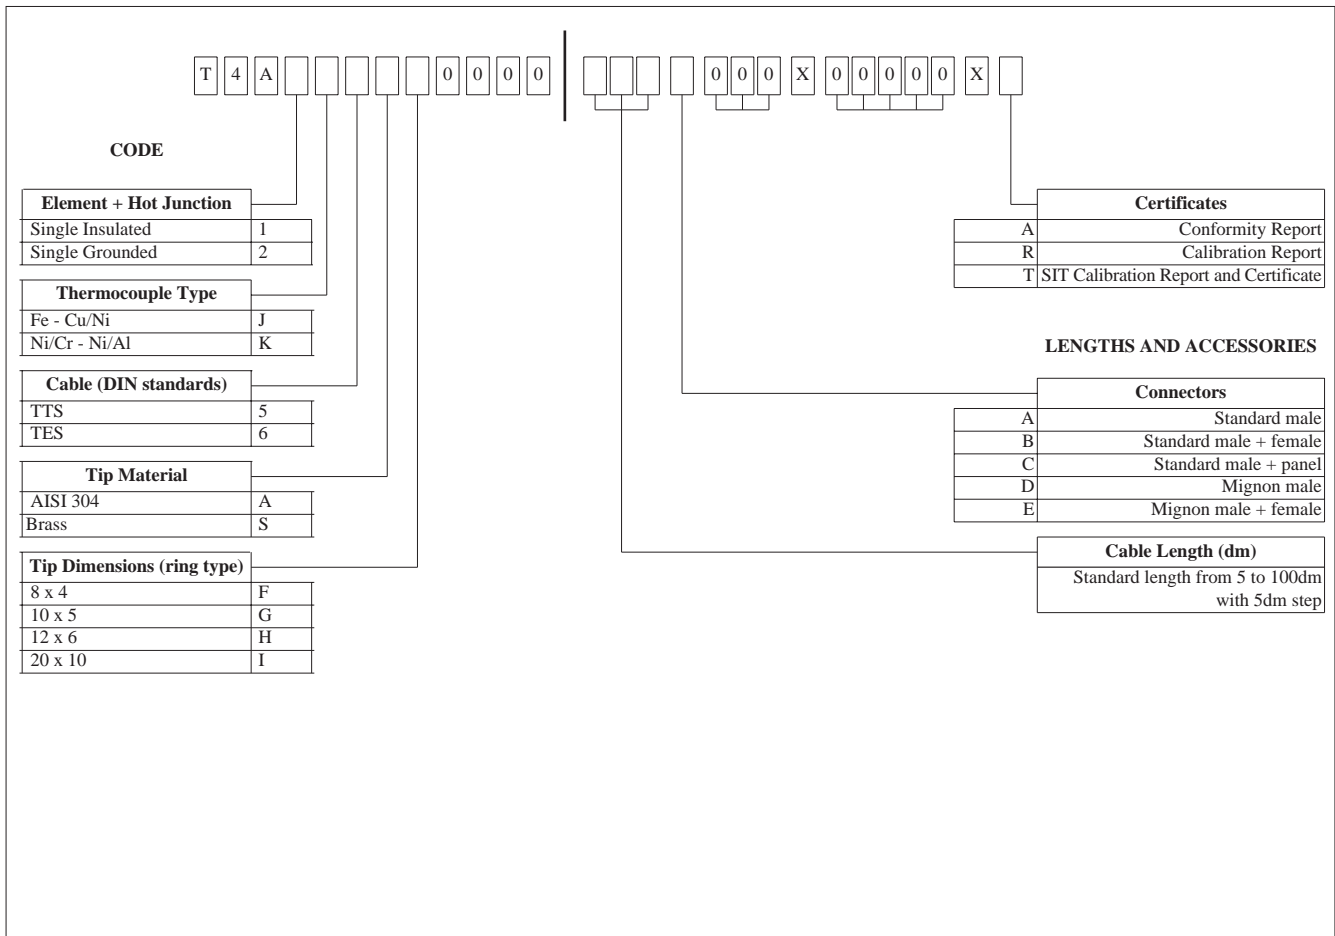 T 4 A 0 0 0 0 0 0 0 X 0 0 0 0 0 X
CODE
Element + Hot Junction
Single Insulated 1
Single Grounded 2
Thermocouple Type
Fe - Cu/Ni J
Ni/Cr - Ni/Al K
Cable (DIN standards)
TTS 5
TES 6
Tip Material
AISI 304 A
Brass S
Tip Dimensions (ring type)
8 x 4 F
10 x 5 G
12 x 6 H
20 x 10 I
Certificates
A Conformity Report
R Calibration Report
T SIT Calibration Report and Certificate
LENGTHS AND ACCESSORIES
Connectors
A Standard male
B Standard male + female
C Standard male + panel
D Mignon male
E Mignon male + female
Cable Length (dm)
Standard length from 5 to 100dm
with 5dm step